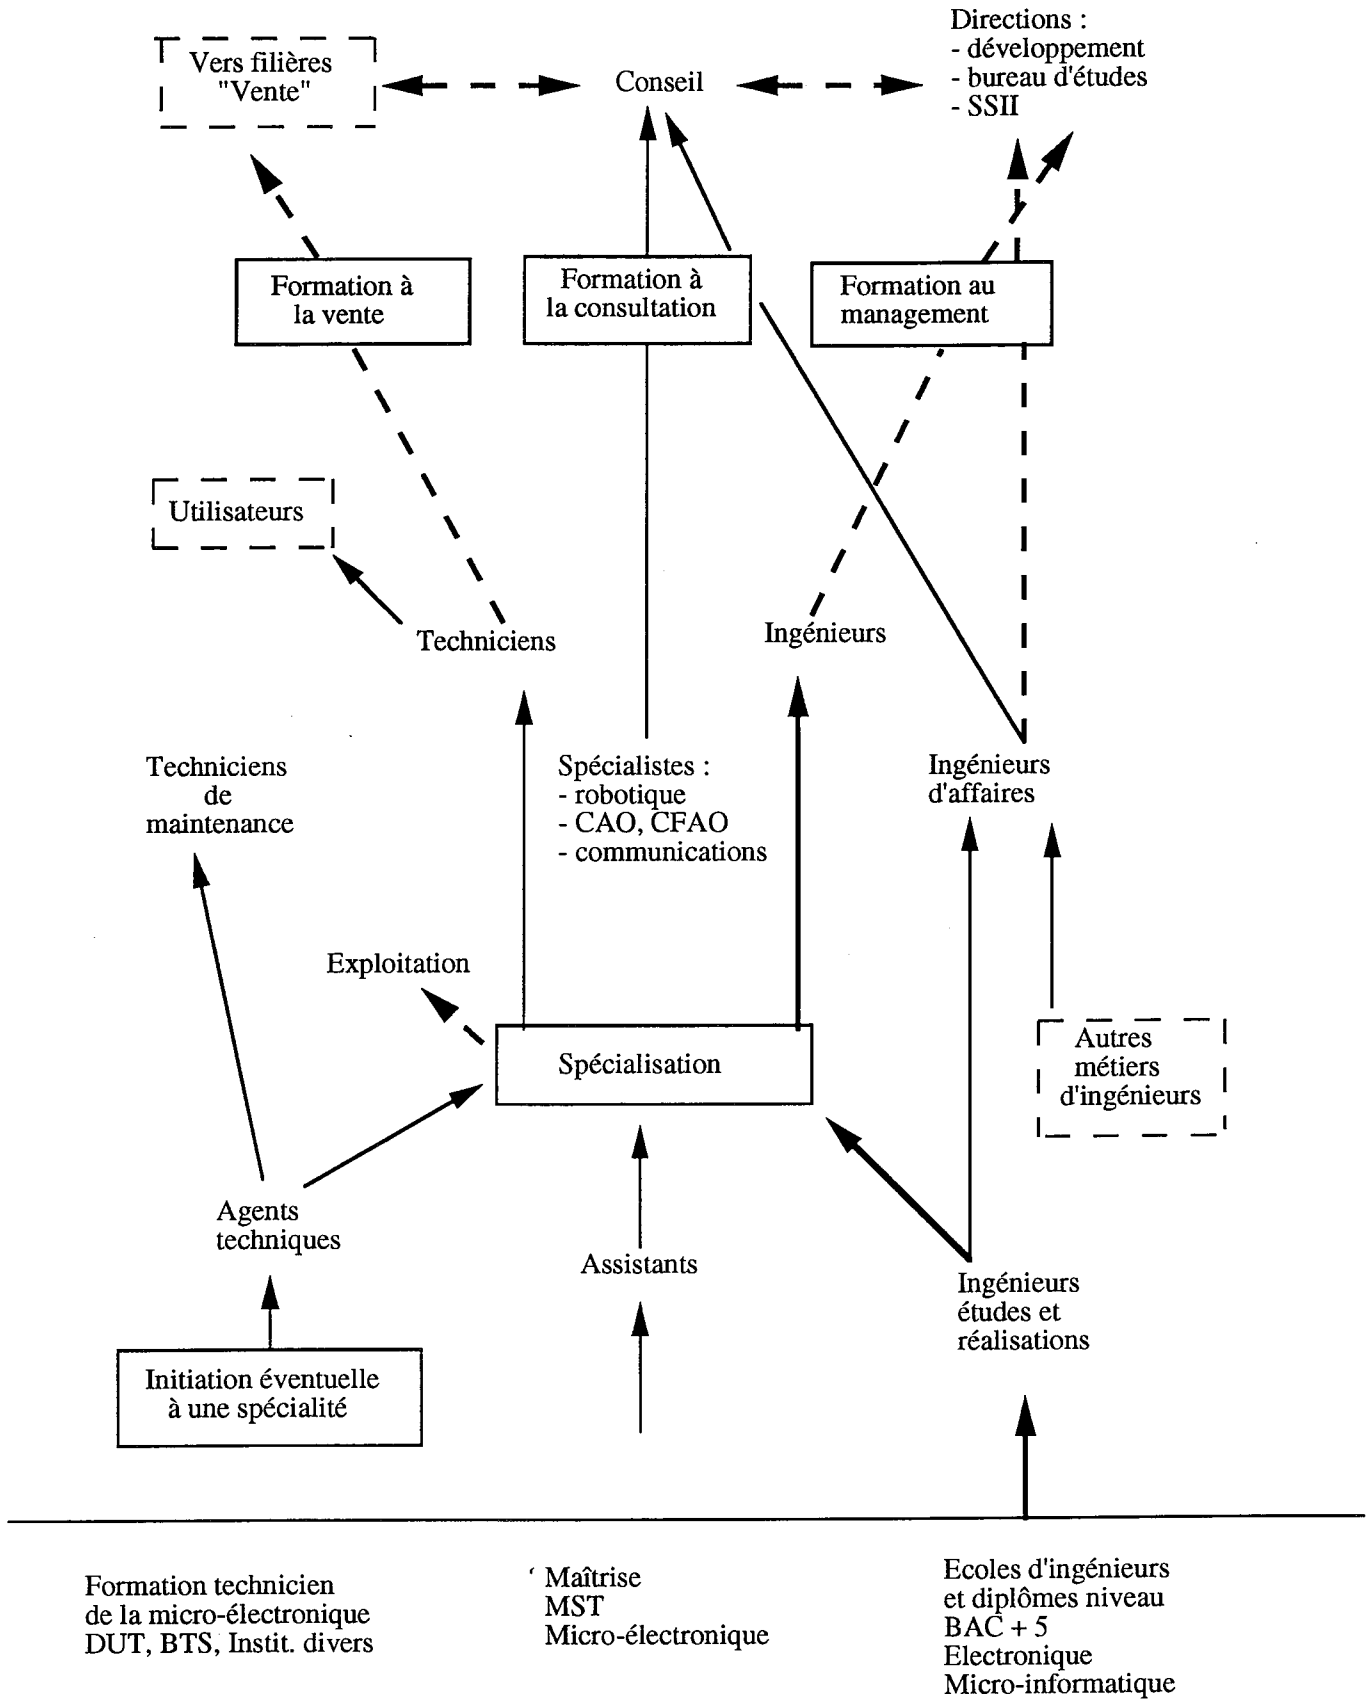 Vers filières
"Vente"
Conseil
Directions :
- développement
- bureau d'études
- SSII
Formation à
la vente
Formation à
la consultation
Formation au
management
Utilisateurs
Techniciens
Ingénieurs
Techniciens
de
maintenance
Spécialistes :
- robotique
- CAO, CFAO
- communications
Ingénieurs
d'affaires
Exploitation
Spécialisation
Autres
métiers
d'ingénieurs
Agents
techniques
Assistants
Ingénieurs
études et
réalisations
Initiation éventuelle
à une spécialité
Formation technicien
de la micro-électronique
DUT, BTS, Instit. divers
Maîtrise
MST
Micro-électronique
Ecoles d'ingénieurs
et diplômes niveau
BAC + 5
Electronique
Micro-informatique